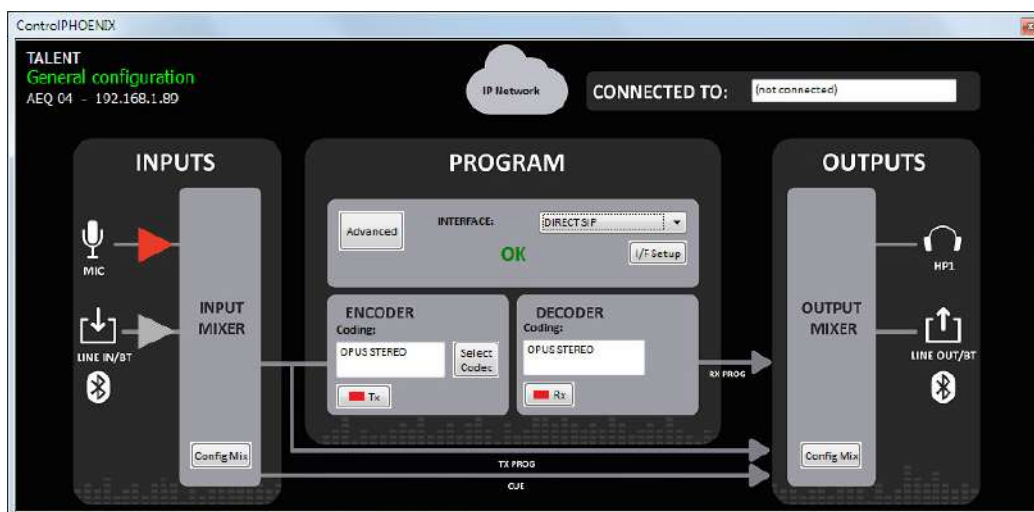 ControlPHOENIX
TALENT
General configuration
AEQ 04 - 192.168.1.89
IP Network
CONNECTED TO:
(not connected)
INPUTS
PROGRAM
OUTPUTS
Advanced
INTERFACE:
DIRECT SIP
OK
I/F Setup
MIC
HP1
INPUT
MIXER
ENCODER
Coding:
OPUS STEREO
Select
Codec
Tx
DECODER
Coding:
OPUS STEREO
Rx
OUTPUT
MIXER
LINE IN/BT
LINE OUT/BT
RX PROG
Config Mix
Config Mix
TX PROG
CUE